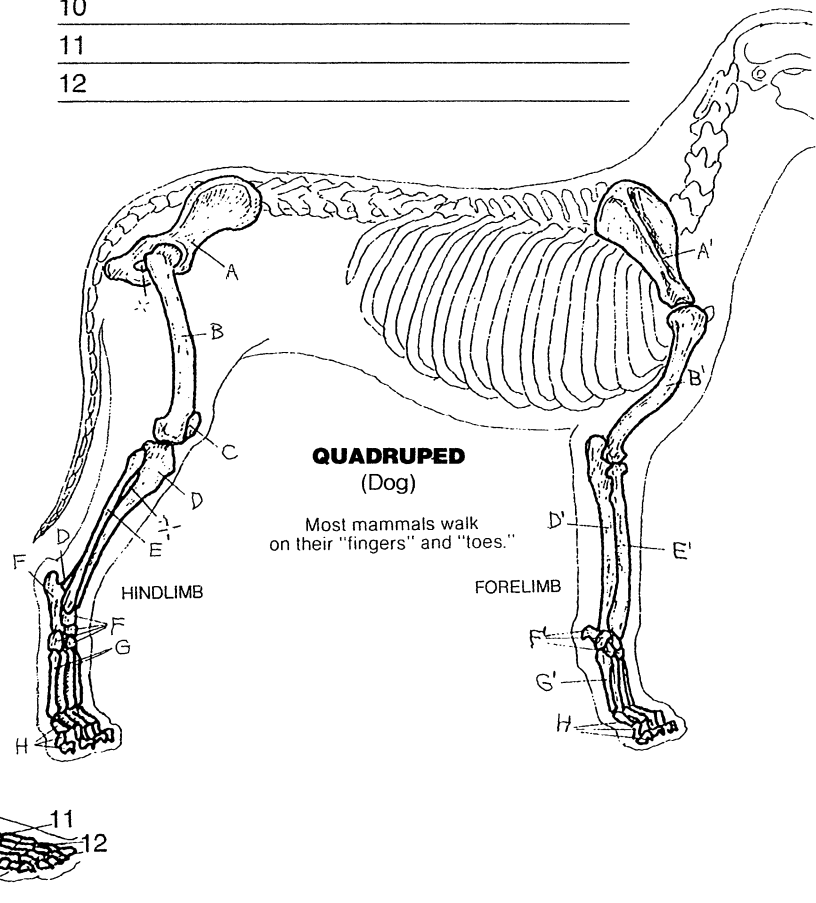 10
11
12
A
A'
B
B'
C
QUADRUPED
(Dog)
D
Most mammals walk
on their "fingers" and "toes."
D'
D
E
E'
F
HINDLIMB
FORELIMB
F
F'
G
G'
H
H
11
12